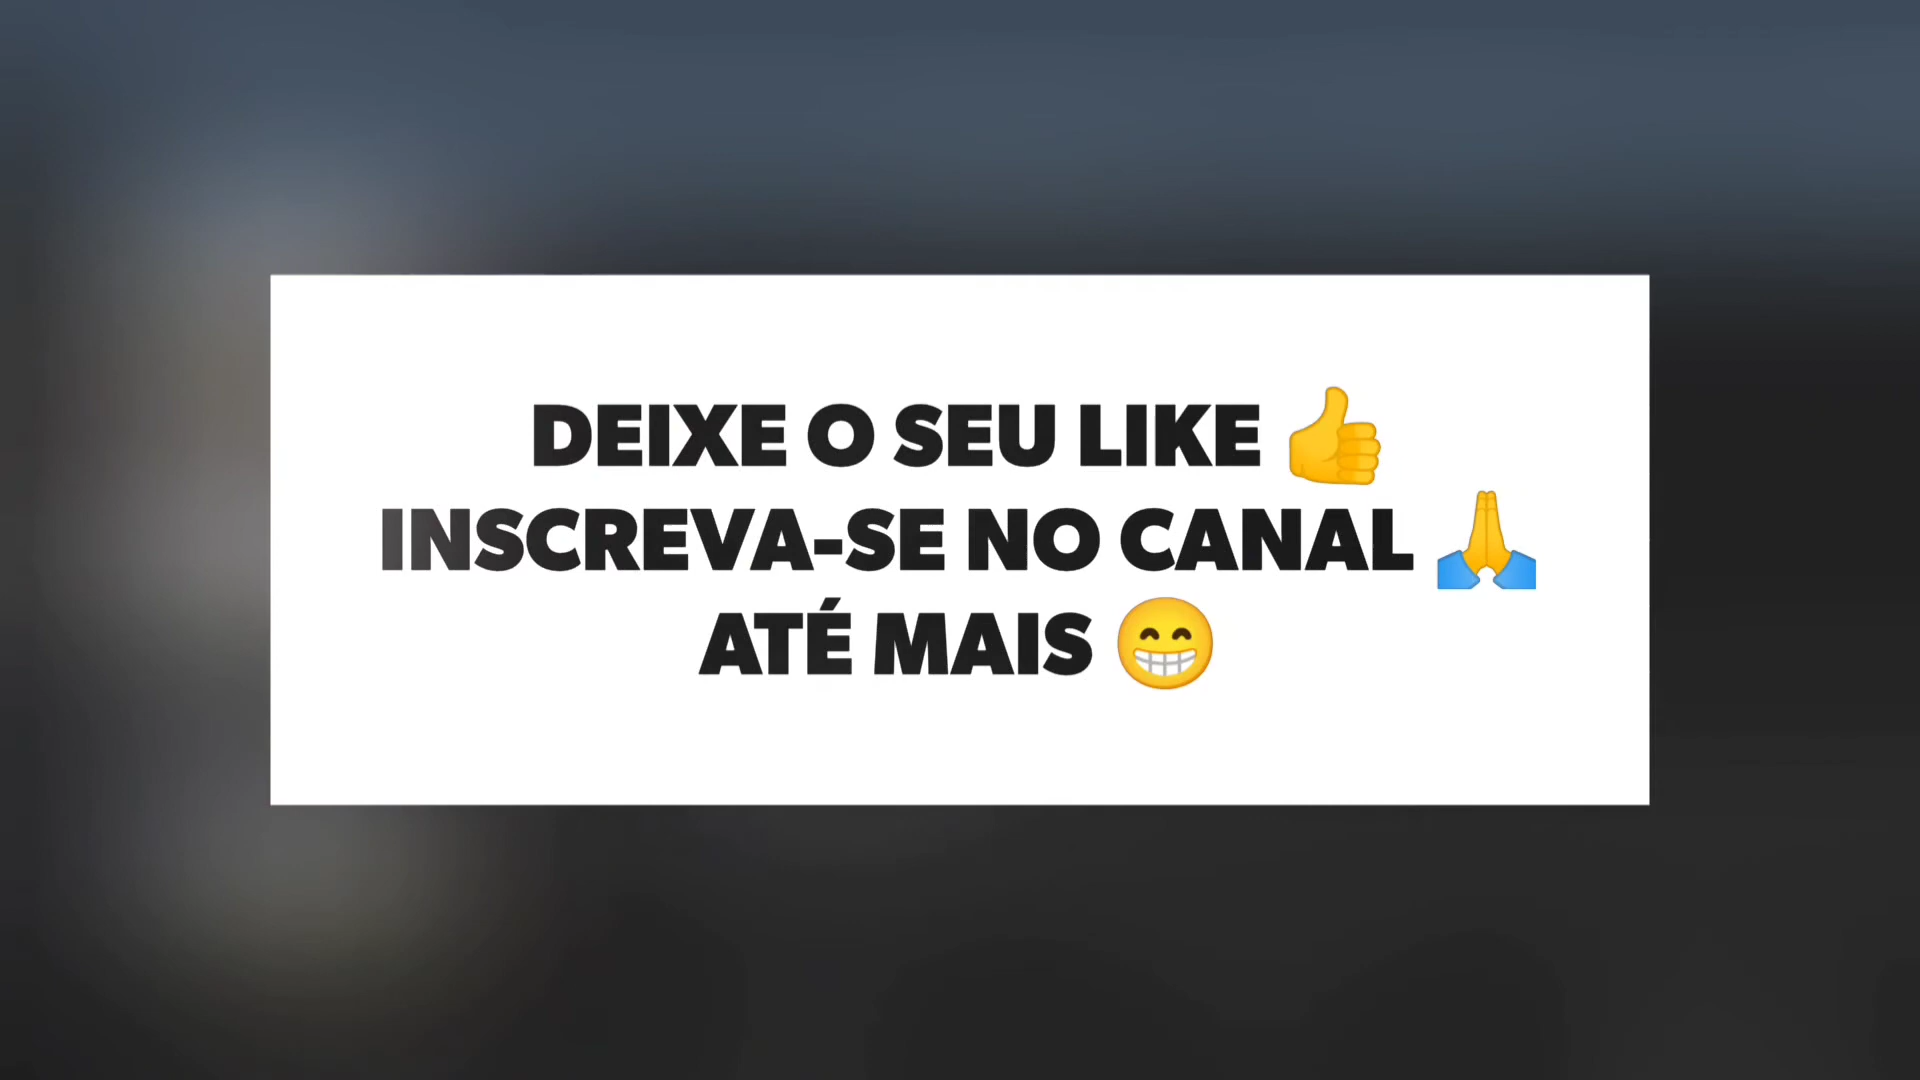 DEIXE O SEU LIKE 👍
INSCREVA-SE NO CANAL 🙏
ATÉ MAIS 😁